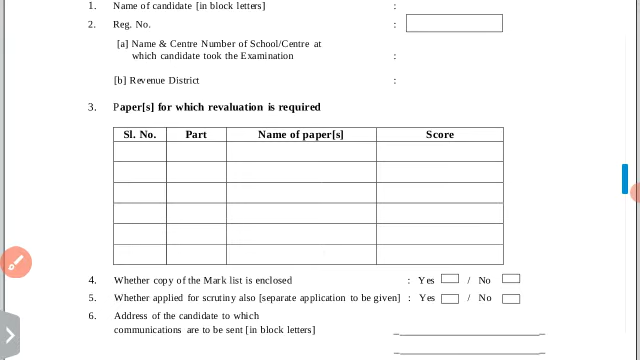 1. Name of candidate [in block letters] :
2. Reg. No. :
[a] Name & Centre Number of School/Centre at
which candidate took the Examination :
[b] Revenue District :
3. Paper[s] for which revaluation is required
Sl. No. Part Name of paper[s] Score
4. Whether copy of the Mark list is enclosed : Yes / No
5. Whether applied for scrutiny also [separate application to be given] : Yes / No
6. Address of the candidate to which
communications are to be sent [in block letters]